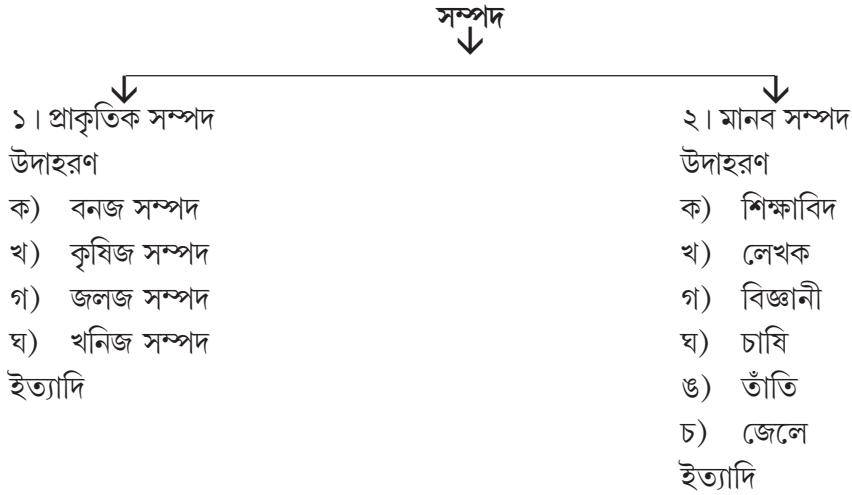 সম্পদ
১। প্রাকৃতিক সম্পদ
উদাহরণ
ক) বনজ সম্পদ
খ) কৃষিজ সম্পদ
গ) জলজ সম্পদ
ঘ) খনিজ সম্পদ
ইত্যাদি
২। মানব সম্পদ
উদাহরণ
ক) শিক্ষাবিদ
খ) লেখক
গ) বিজ্ঞানী
ঘ) চাষি
ঙ) তাঁতি
চ) জেলে
ইত্যাদি